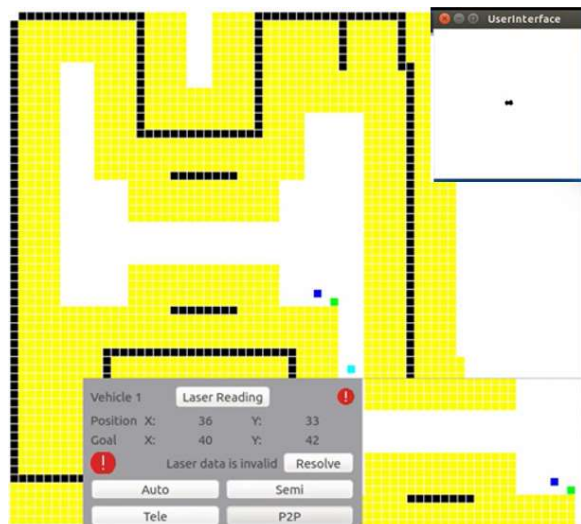 UserInterface
Vehicle 1 Laser Reading
Position X: 36 Y: 33
Goal X: 40 Y: 42
Laser data is invalid Resolve
Auto Semi
Tele P2P